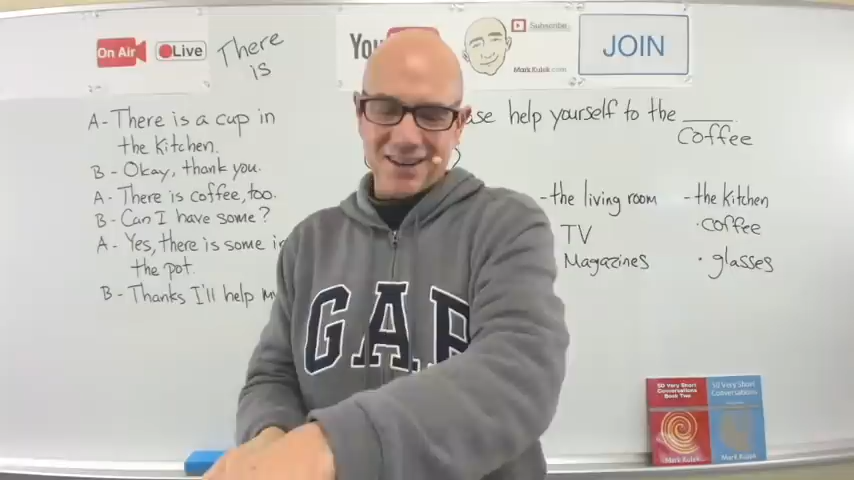 On Air
Live
There
is
You
Subscribe
MarkKulek.com
JOIN
A- There is a cup in
the kitchen.
B- Okay, thank you.
A- There is coffee, too.
B- Can I have some?
A- Yes, there is some
the pot.
B- Thanks I'll help
help yourself to the
Coffee
- the living room
TV
Magazines
- the kitchen
·coffee
· glasses
GAP
50 Very Short
Conversations
Book Two
Mark Kulek
50 Very Short
Conversations
Mark Kulek